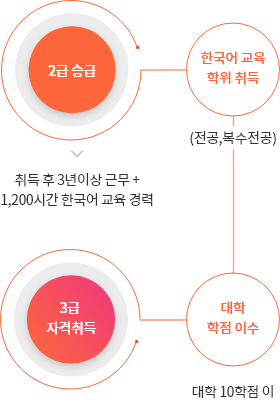 2급 승급
한국어 교육
학위 취득
(전공,복수전공)
취득 후 3년이상 근무 +
1,200시간 한국어 교육 경력
3급
자격취득
대학
학점 이수
대학 10학점 이